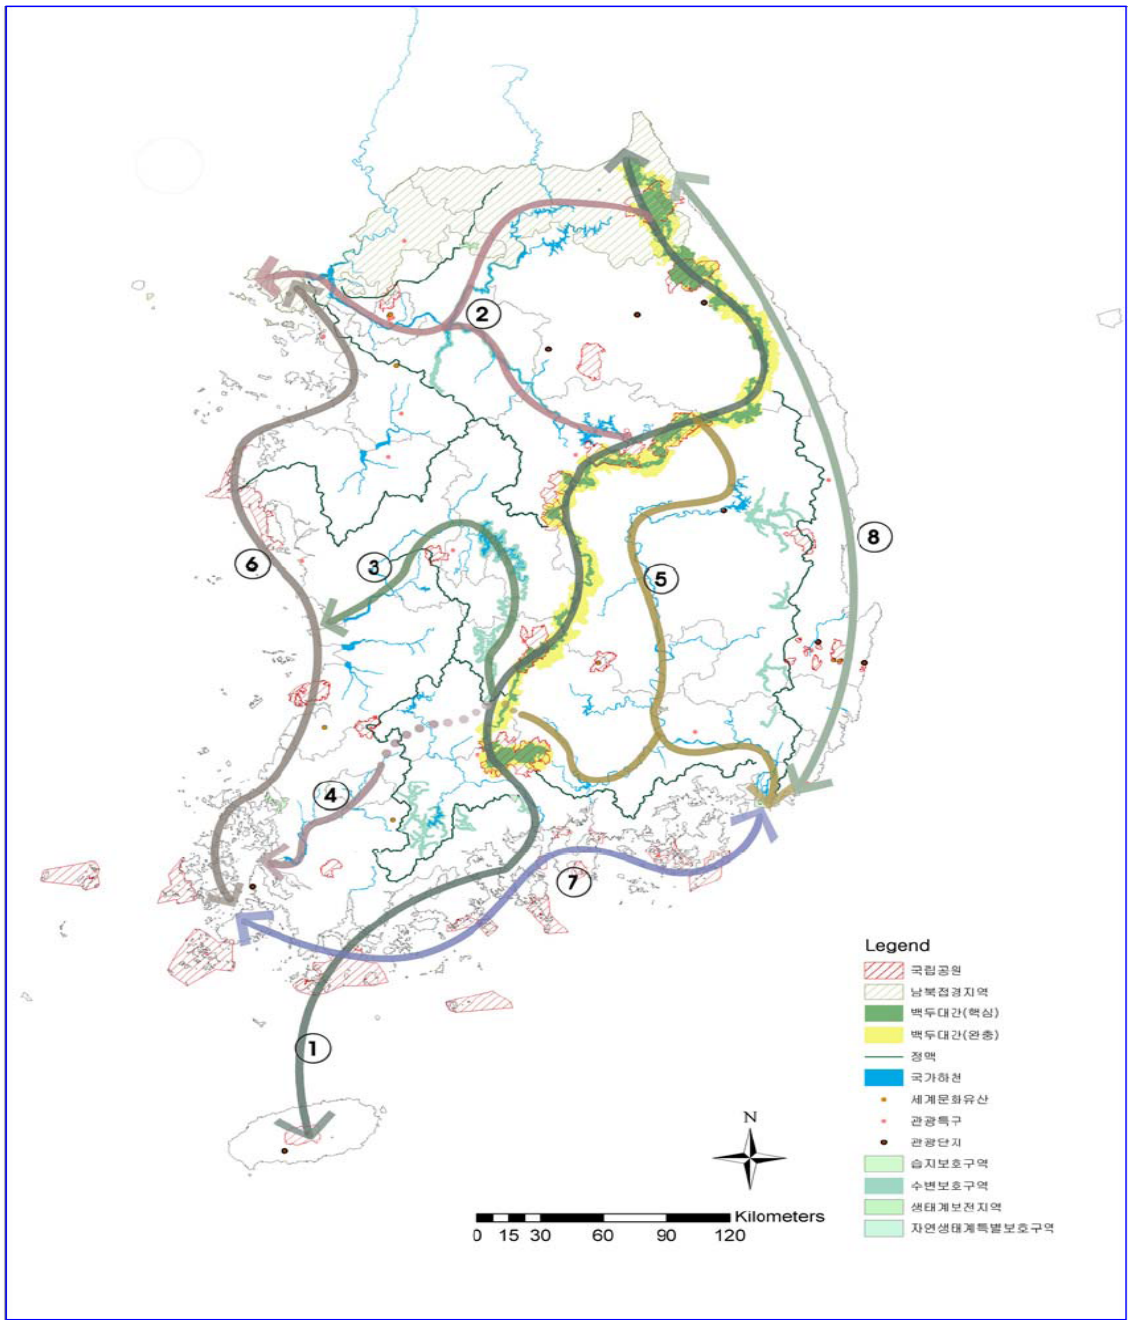 2
3
8
5
6
4
7
1
Legend
국립공원
남북접경지역
백두대간(핵심)
백두대간(완충)
정맥
국가하천
세계문화유산
관광특구
관광단지
습지보호구역
수변보호구역
생태계보전지역
자연생태계특별보호구역
N
Kilometers
0 15 30 60 90 120